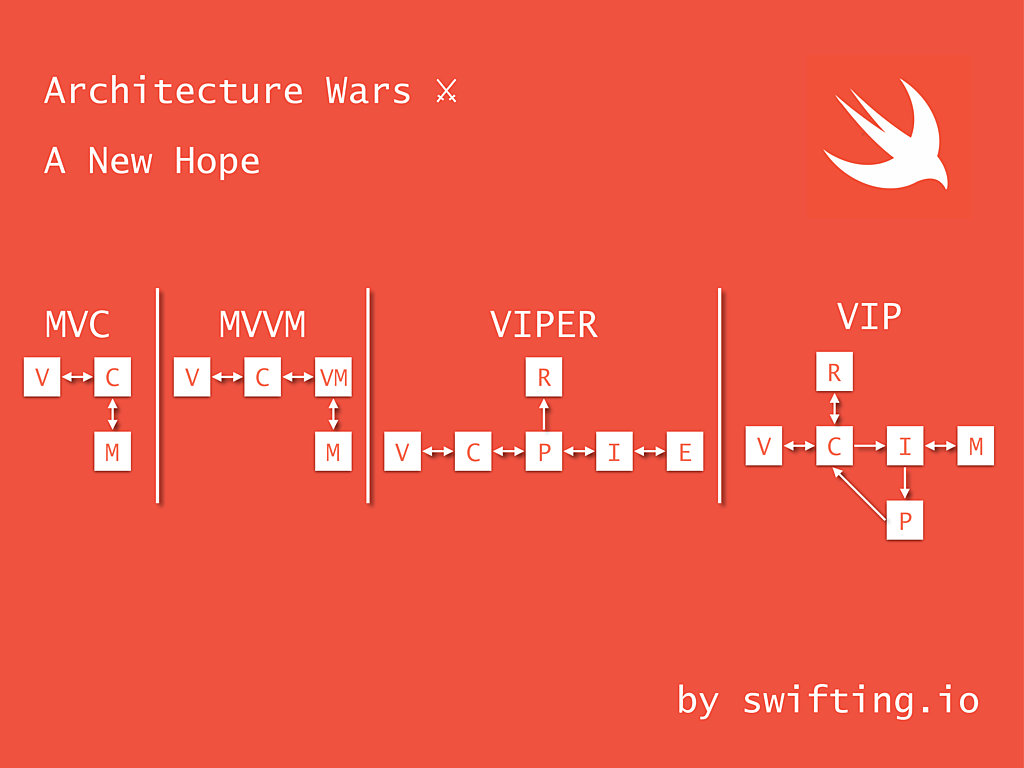 Architecture Wars ⚔
A New Hope
MVC
V C
M
MVVM
V C VM
M
VIPER
R
V C P I E
VIP
R
V C I M
P
by swifting.io